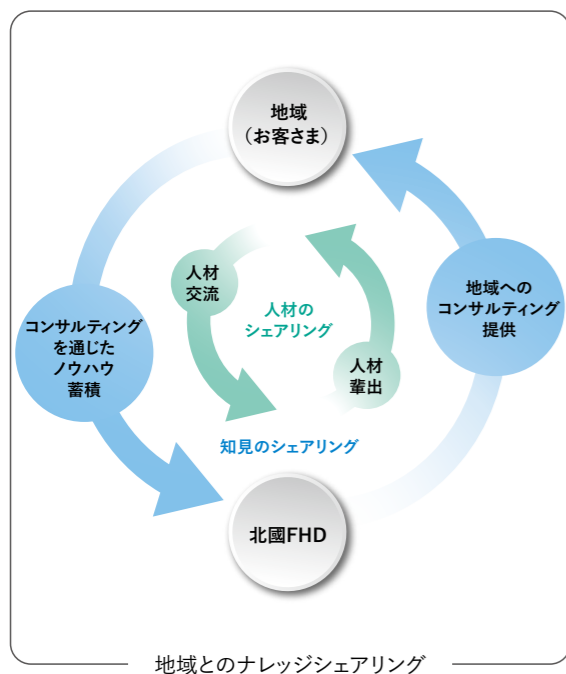 地域
（お客さま）
人材
交流
人材の
シェアリング
地域への
コンサルティング
提供
コンサルティング
を通じた
ノウハウ
蓄積
人材
輩出
知見のシェアリング
北國FHD
地域とのナレッジシェアリング